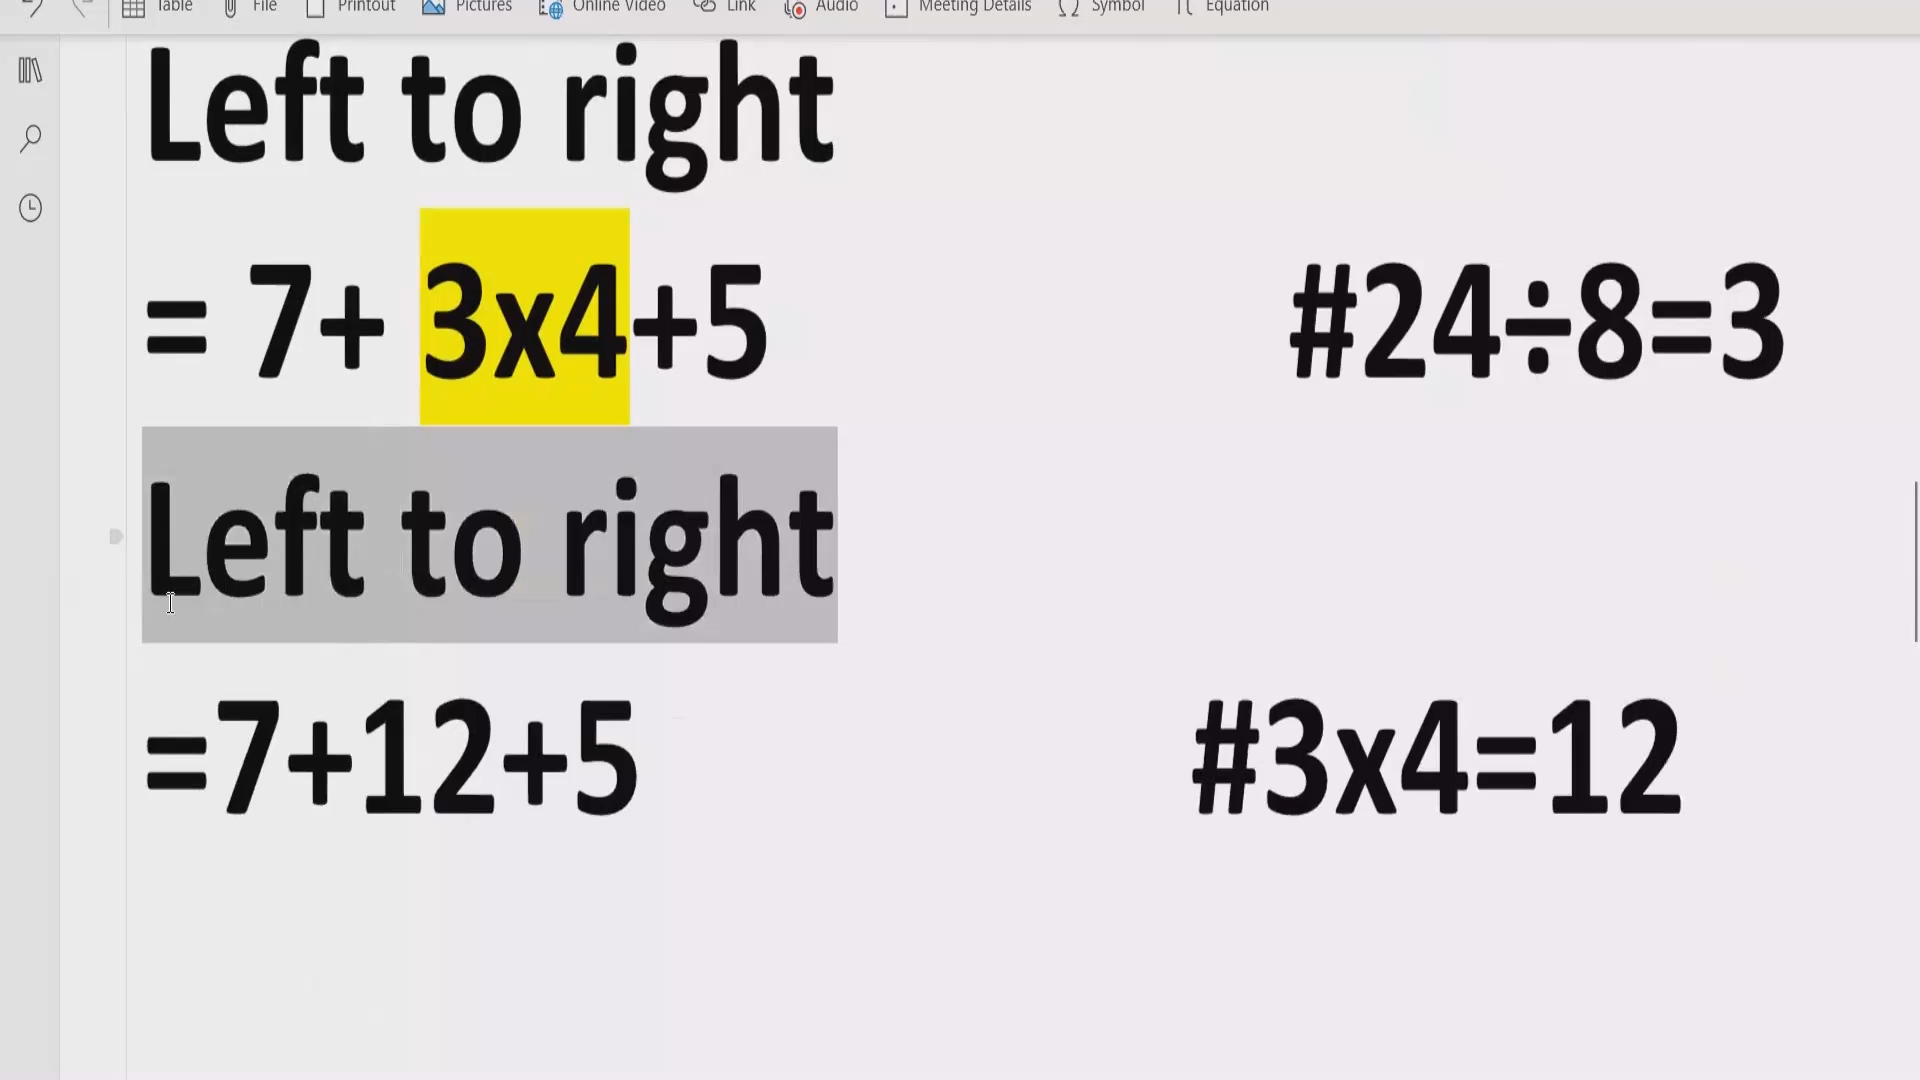 Table File Printout Pictures Online Video Link Audio Meeting Details Symbol Equation
Left to right
= 7+ 3x4+5 #24÷8=3
Left to right
=7+12+5 #3x4=12